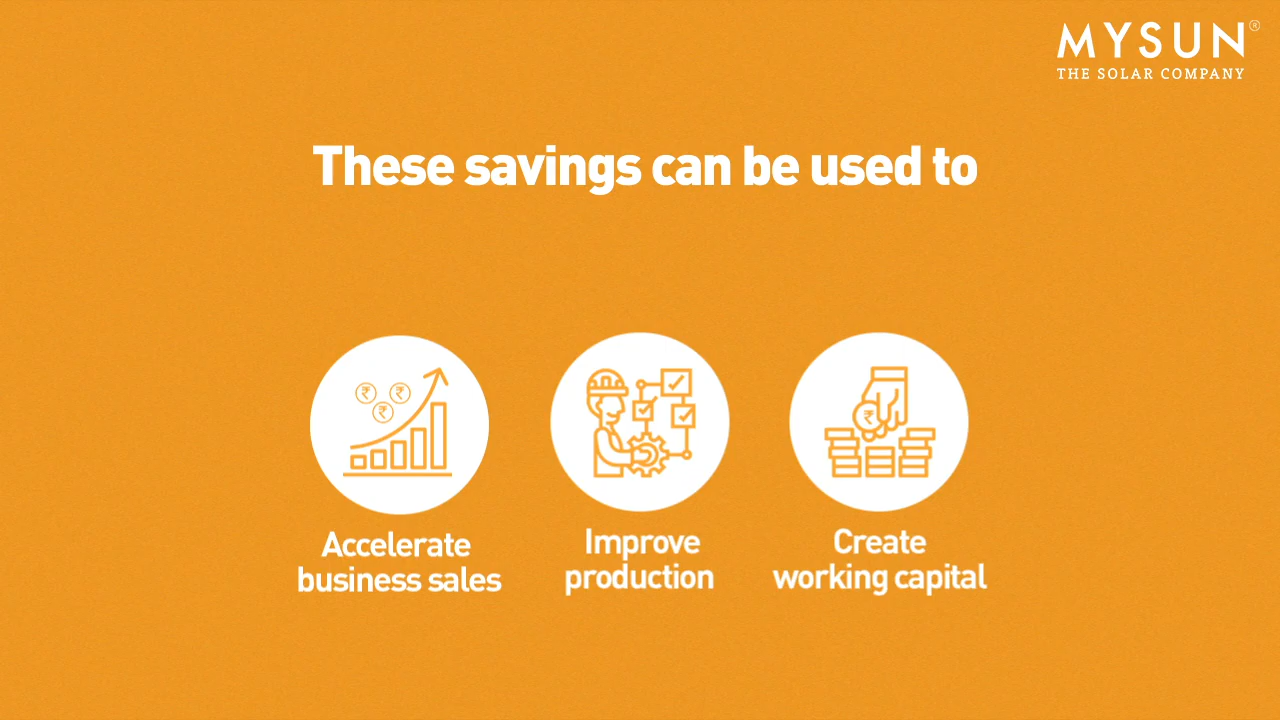 MYSUN®
THE SOLAR COMPANY
These savings can be used to
₹ ₹
₹
₹
Accelerate
business sales
Improve
production
Create
working capital